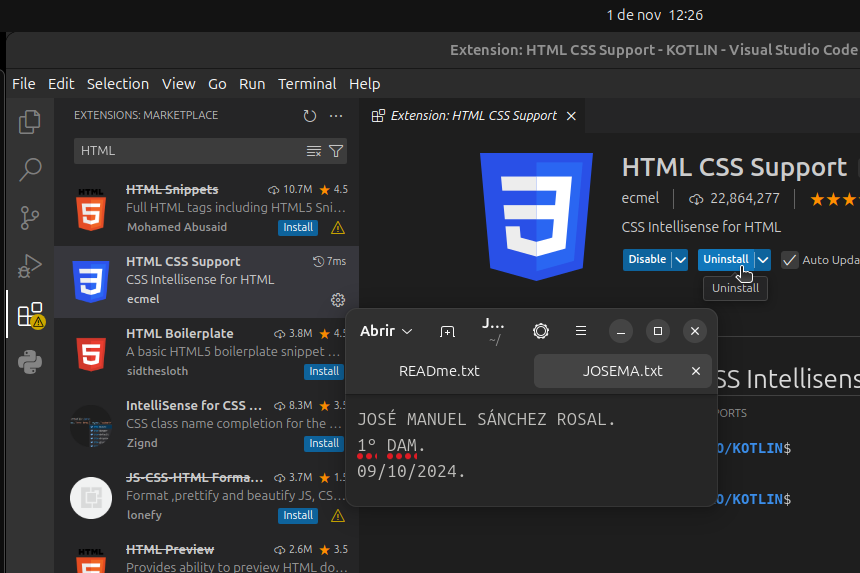 1 de nov 12:26
Extension: HTML CSS Support - KOTLIN - Visual Studio Code
File Edit Selection View Go Run Terminal Help
EXTENSIONS: MARKETPLACE
HTML
HTML Snippets 10.7M 4.5
Full HTML tags including HTML5 Sni...
Mohamed Abusaid Install
HTML CSS Support 7ms
CSS Intellisense for HTML
ecmel
HTML Boilerplate 3.8M 4.5
A basic HTML5 boilerplate snippet ...
sidthesloth Install
IntelliSense for CSS ... 8.3M 3.5
CSS class name completion for the ...
Zignd Install
JS-CSS-HTML Forma... 3.7M 1.5
Format ,prettify and beautify JS, CS...
lonefy Install
HTML Preview 2.6M 3.5
Provides ability to preview HTML do...
Extension: HTML CSS Support
HTML CSS Support
ecmel 22,864,277
CSS Intellisense for HTML
Disable Uninstall Auto Upda
Uninstall
Abrir J... ~/
READme.txt JOSEMA.txt
JOSÉ MANUEL SÁNCHEZ ROSAL.
1º DAM.
09/10/2024.
SS Intellisens
PORTS
O/KOTLIN$
O/KOTLIN$